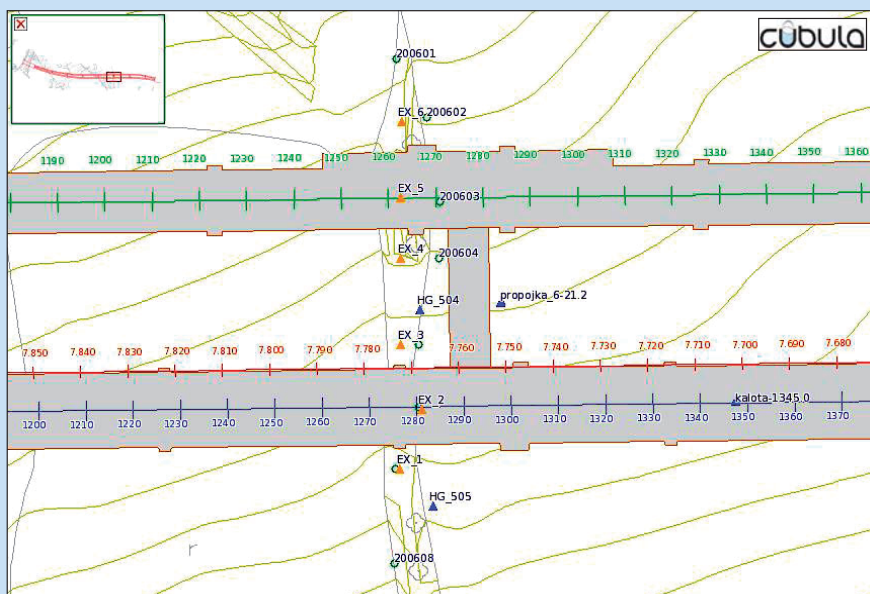 cubula
200601
EX_6 200602
1190 1200 1210 1220 1230 1240 1250 1260 1270 1280 1290 1300 1310 1320 1330 1340 1350 1360
EX_5 200603
EX_4 200604
HG_504 propojka_6-21.2
EX_3
7.850 7.840 7.830 7.820 7.810 7.800 7.790 7.780 7.760 7.750 7.740 7.730 7.720 7.710 7.700 7.690 7.680
EX_2 kalota-1345.0
1200 1210 1220 1230 1240 1250 1260 1270 1280 1290 1300 1310 1320 1330 1340 1350 1370
EX_1
HG_505
r
200608